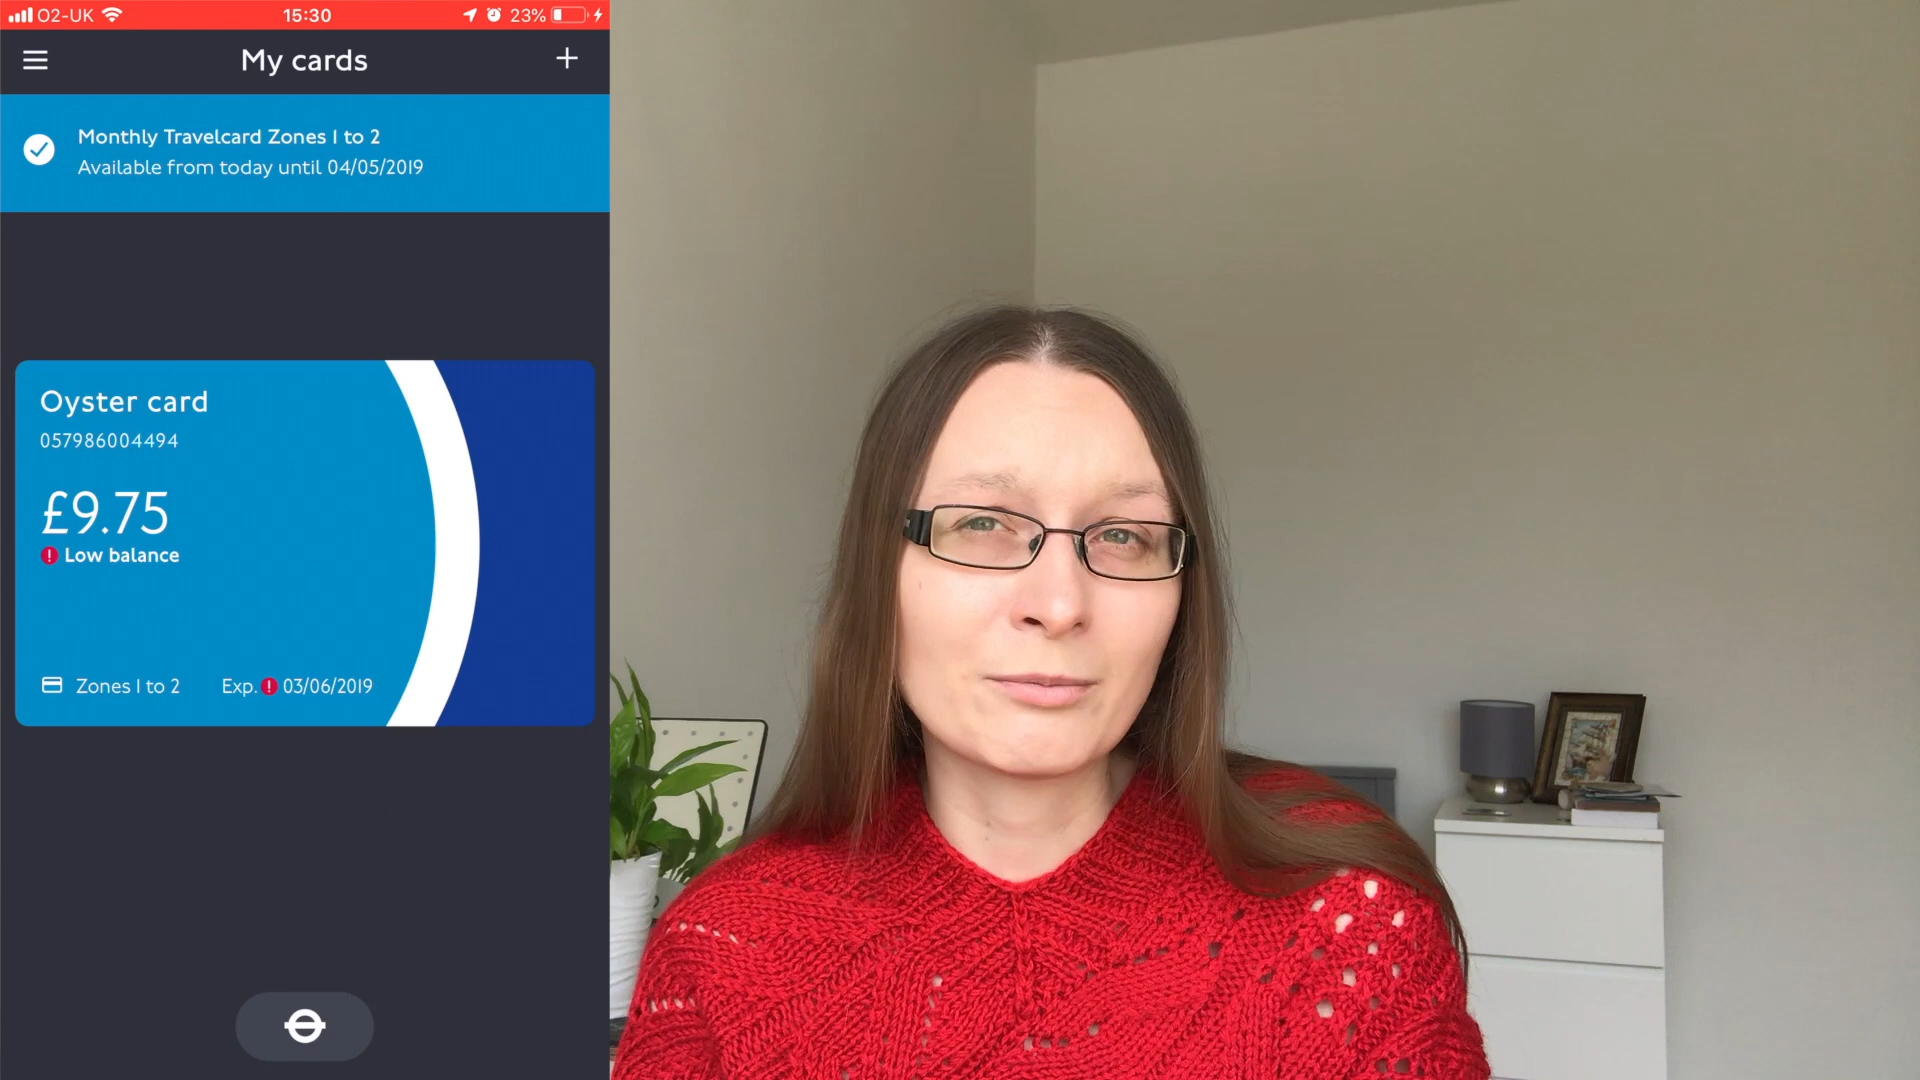 O2-UK 15:30 23%
My cards
Monthly Travelcard Zones 1 to 2
Available from today until 04/05/2019
Oyster card
057986004494
£9.75
! Low balance
Zones 1 to 2 Exp. ! 03/06/2019